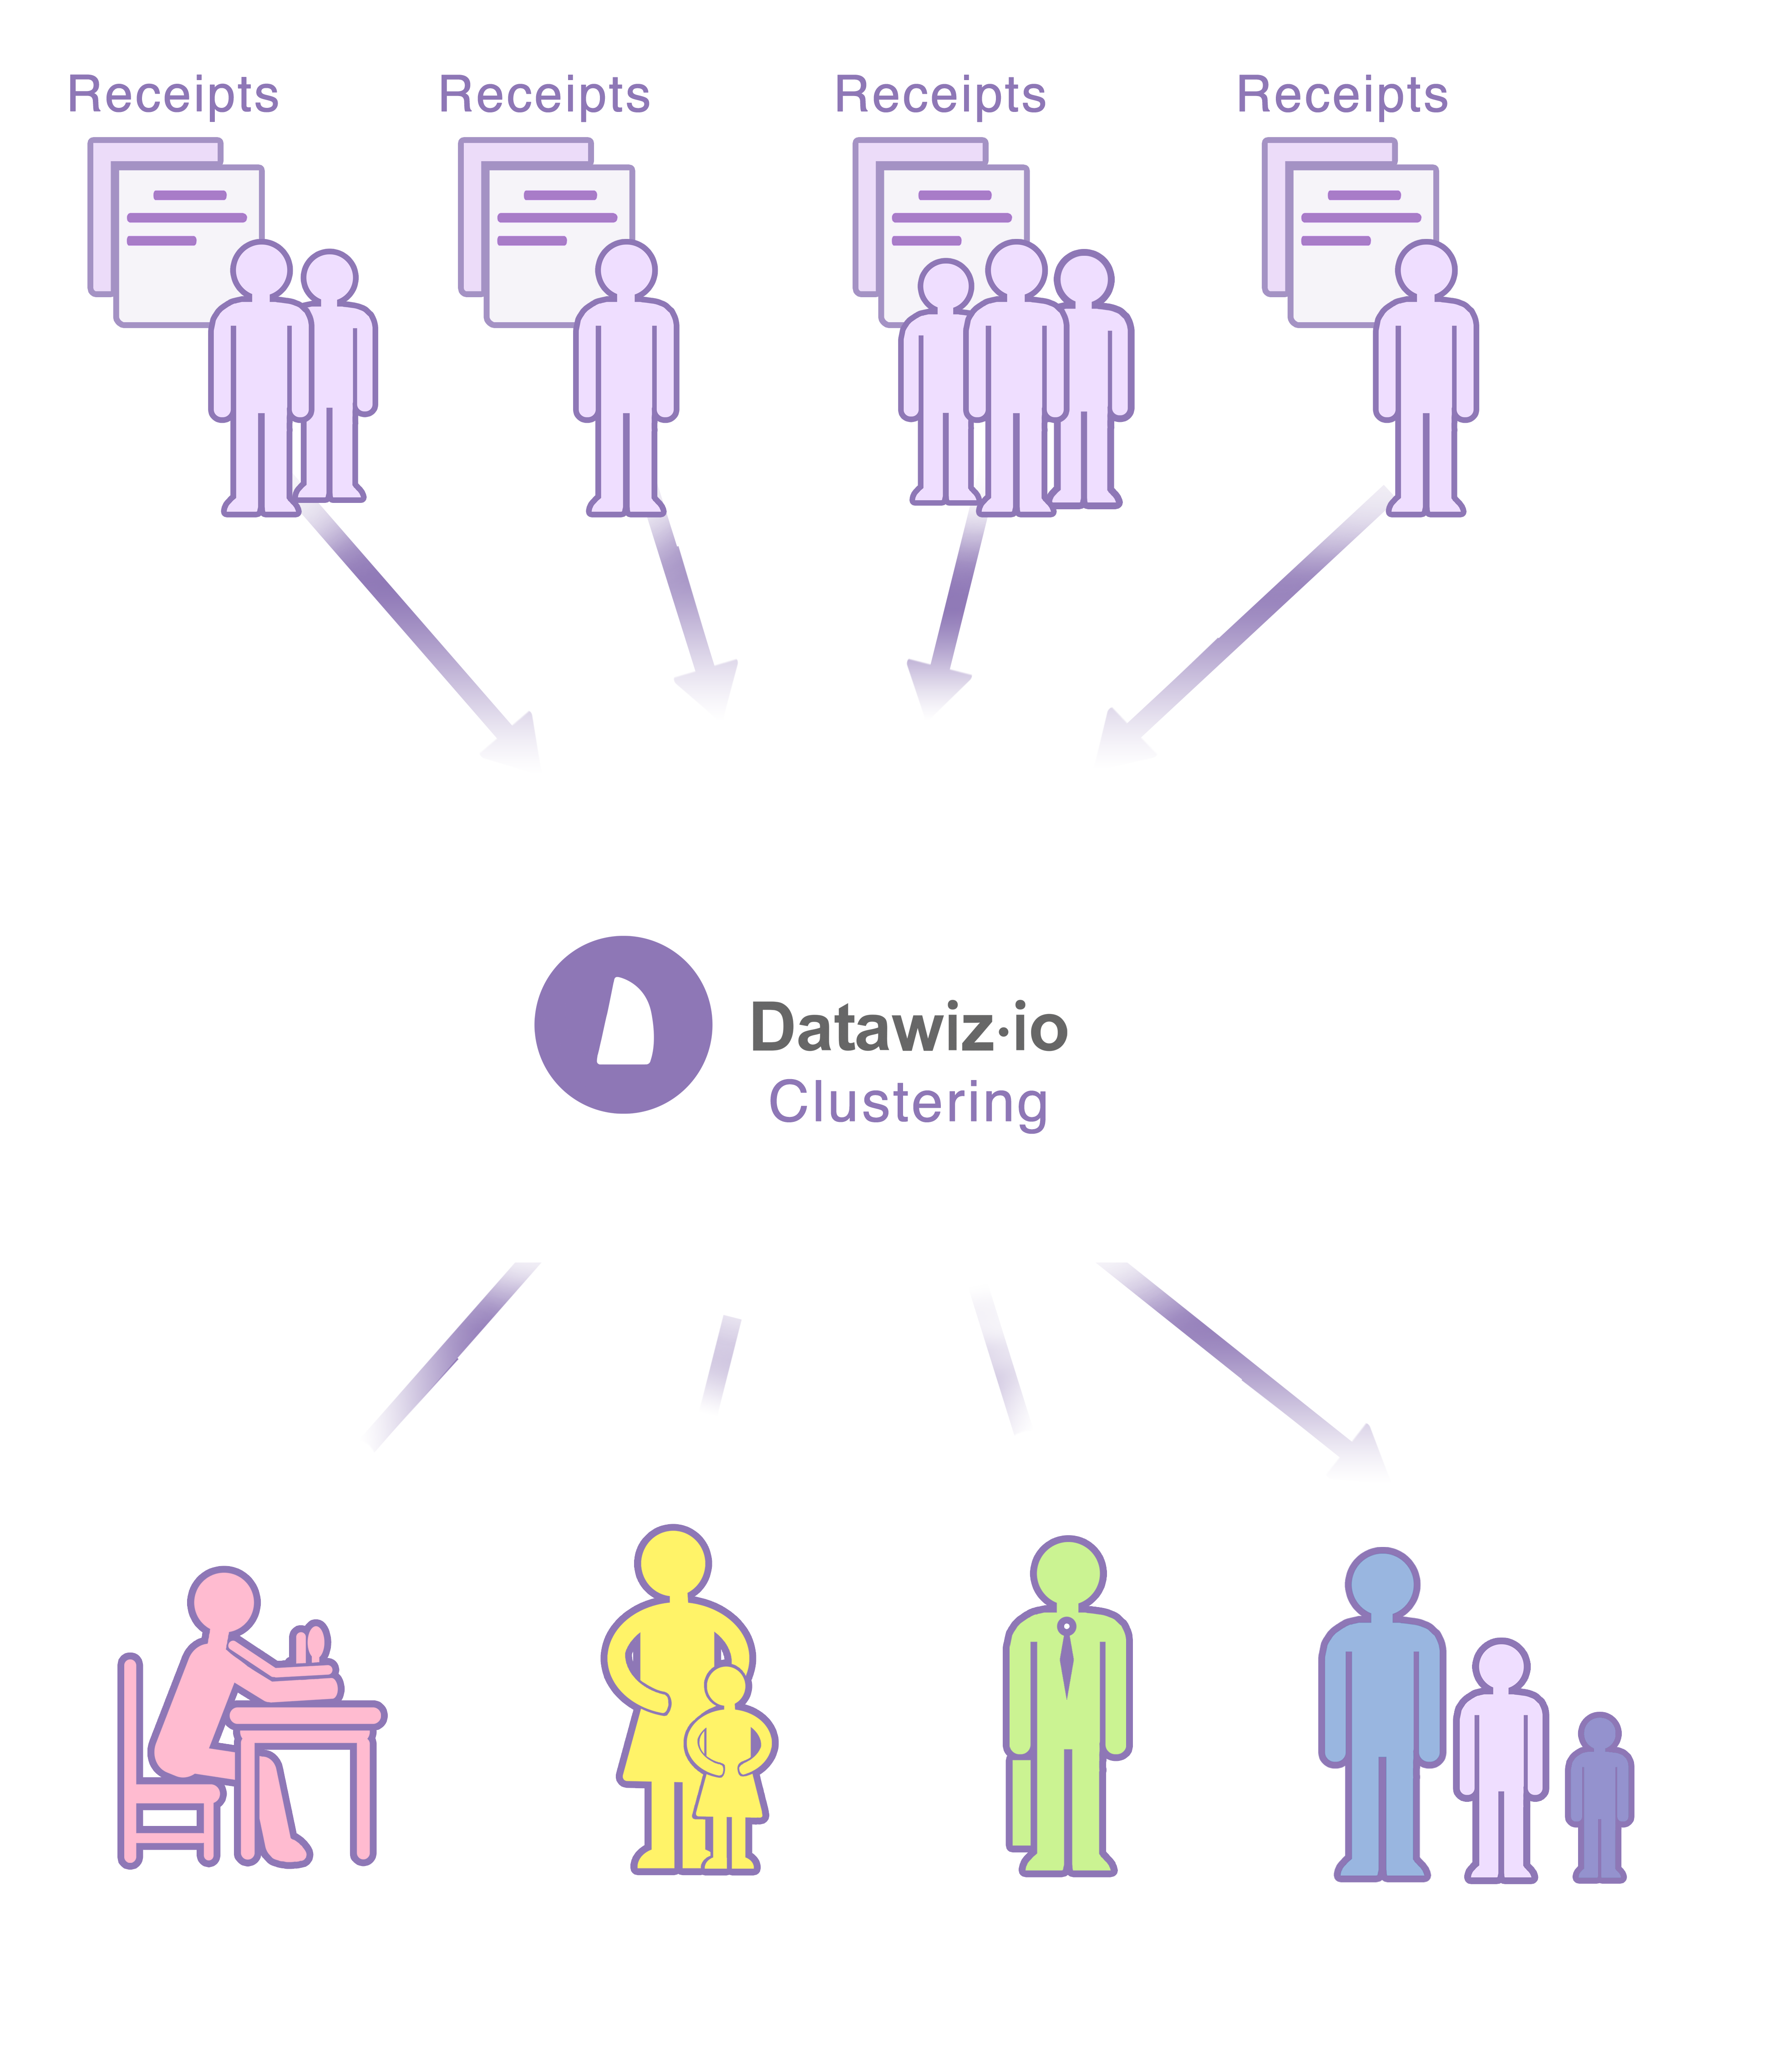 Receipts Receipts Receipts Receipts
Datawiz·io
Clustering